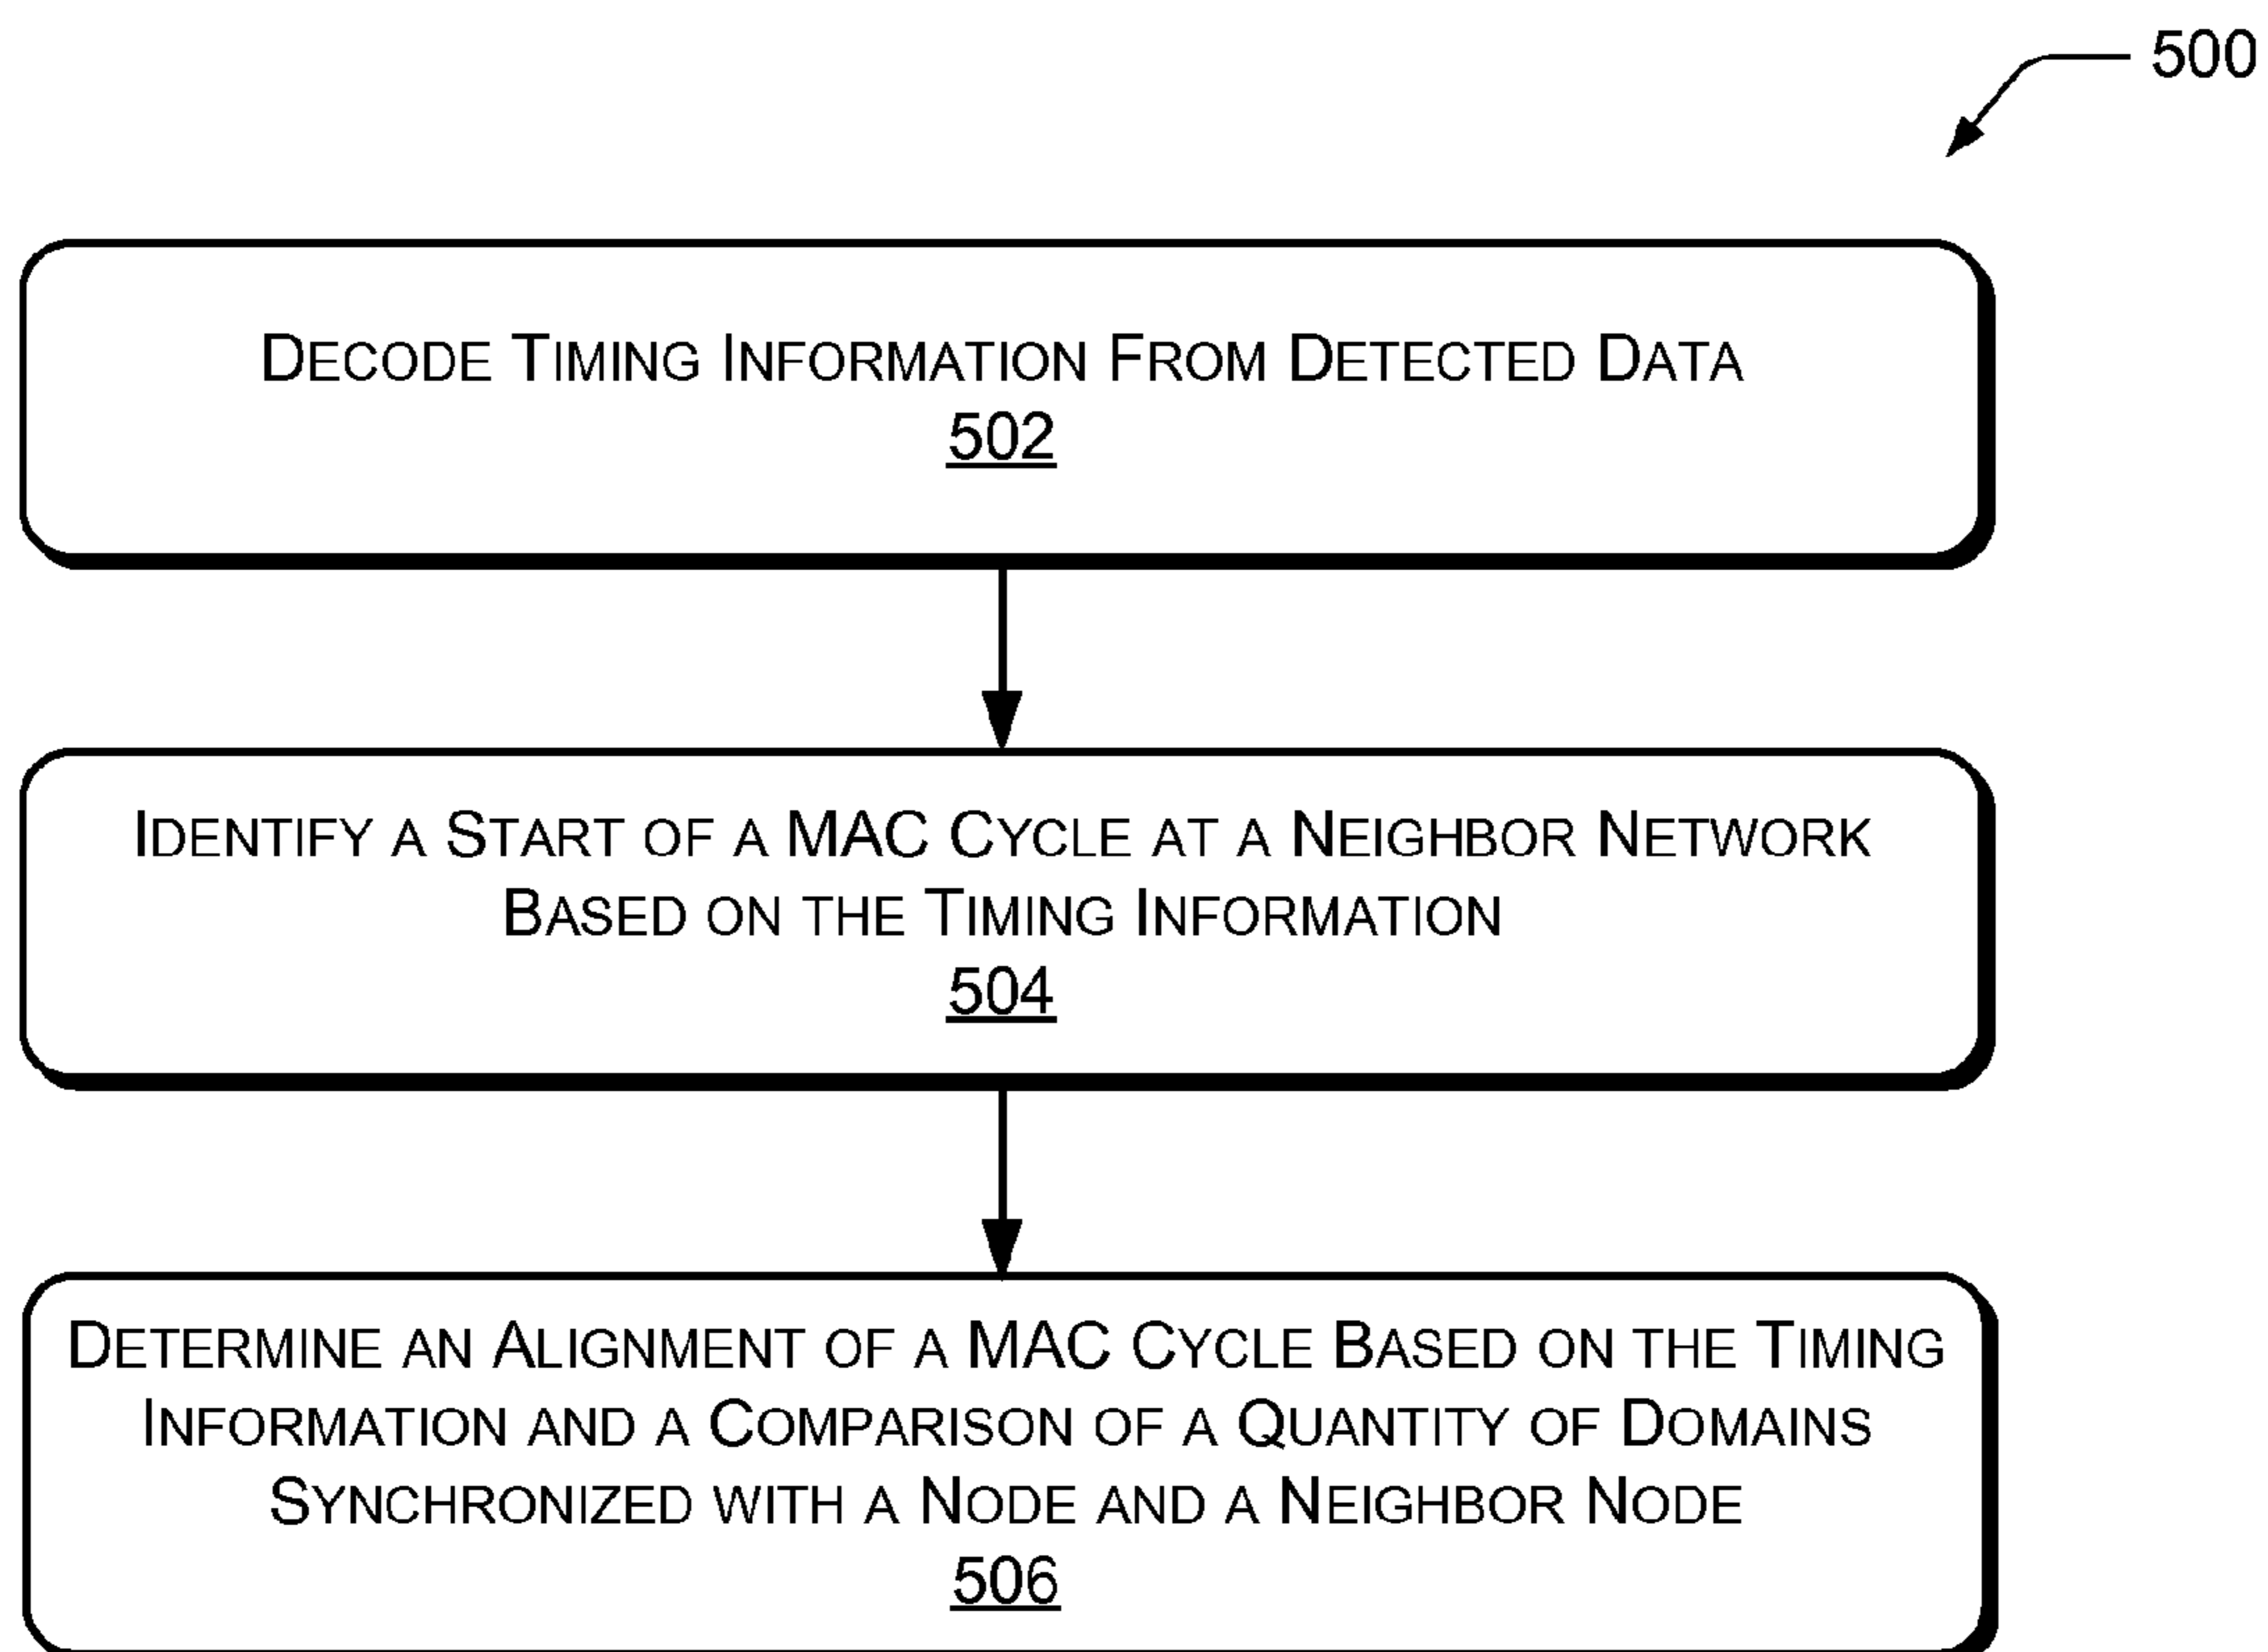 500
DECODE TIMING INFORMATION FROM DETECTED DATA
502
IDENTIFY A START OF A MAC CYCLE AT A NEIGHBOR NETWORK
BASED ON THE TIMING INFORMATION
504
DETERMINE AN ALIGNMENT OF A MAC CYCLE BASED ON THE TIMING
INFORMATION AND A COMPARISON OF A QUANTITY OF DOMAINS
SYNCHRONIZED WITH A NODE AND A NEIGHBOR NODE
506